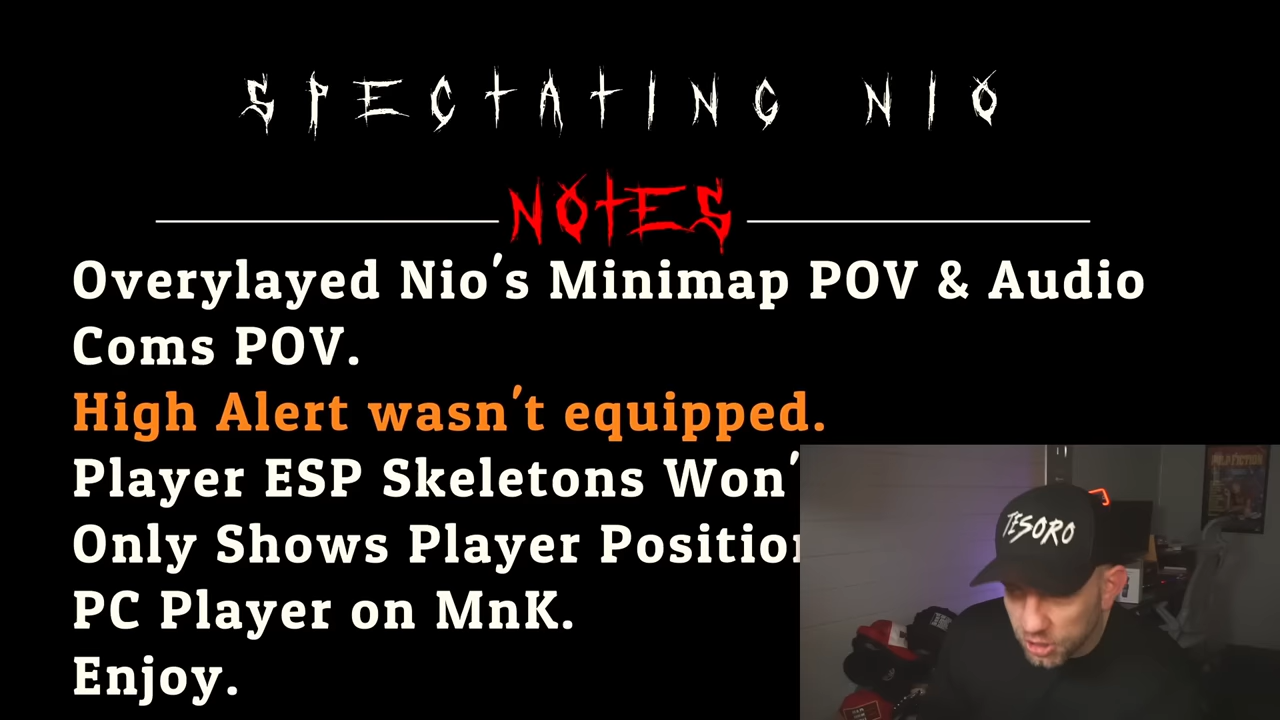 SPECTATING NIO
NOTES
Overylayed Nio's Minimap POV & Audio
Coms POV.
High Alert wasn't equipped.
Player ESP Skeletons Won'
Only Shows Player
PC Player on MnK.
Enjoy.
TESORO